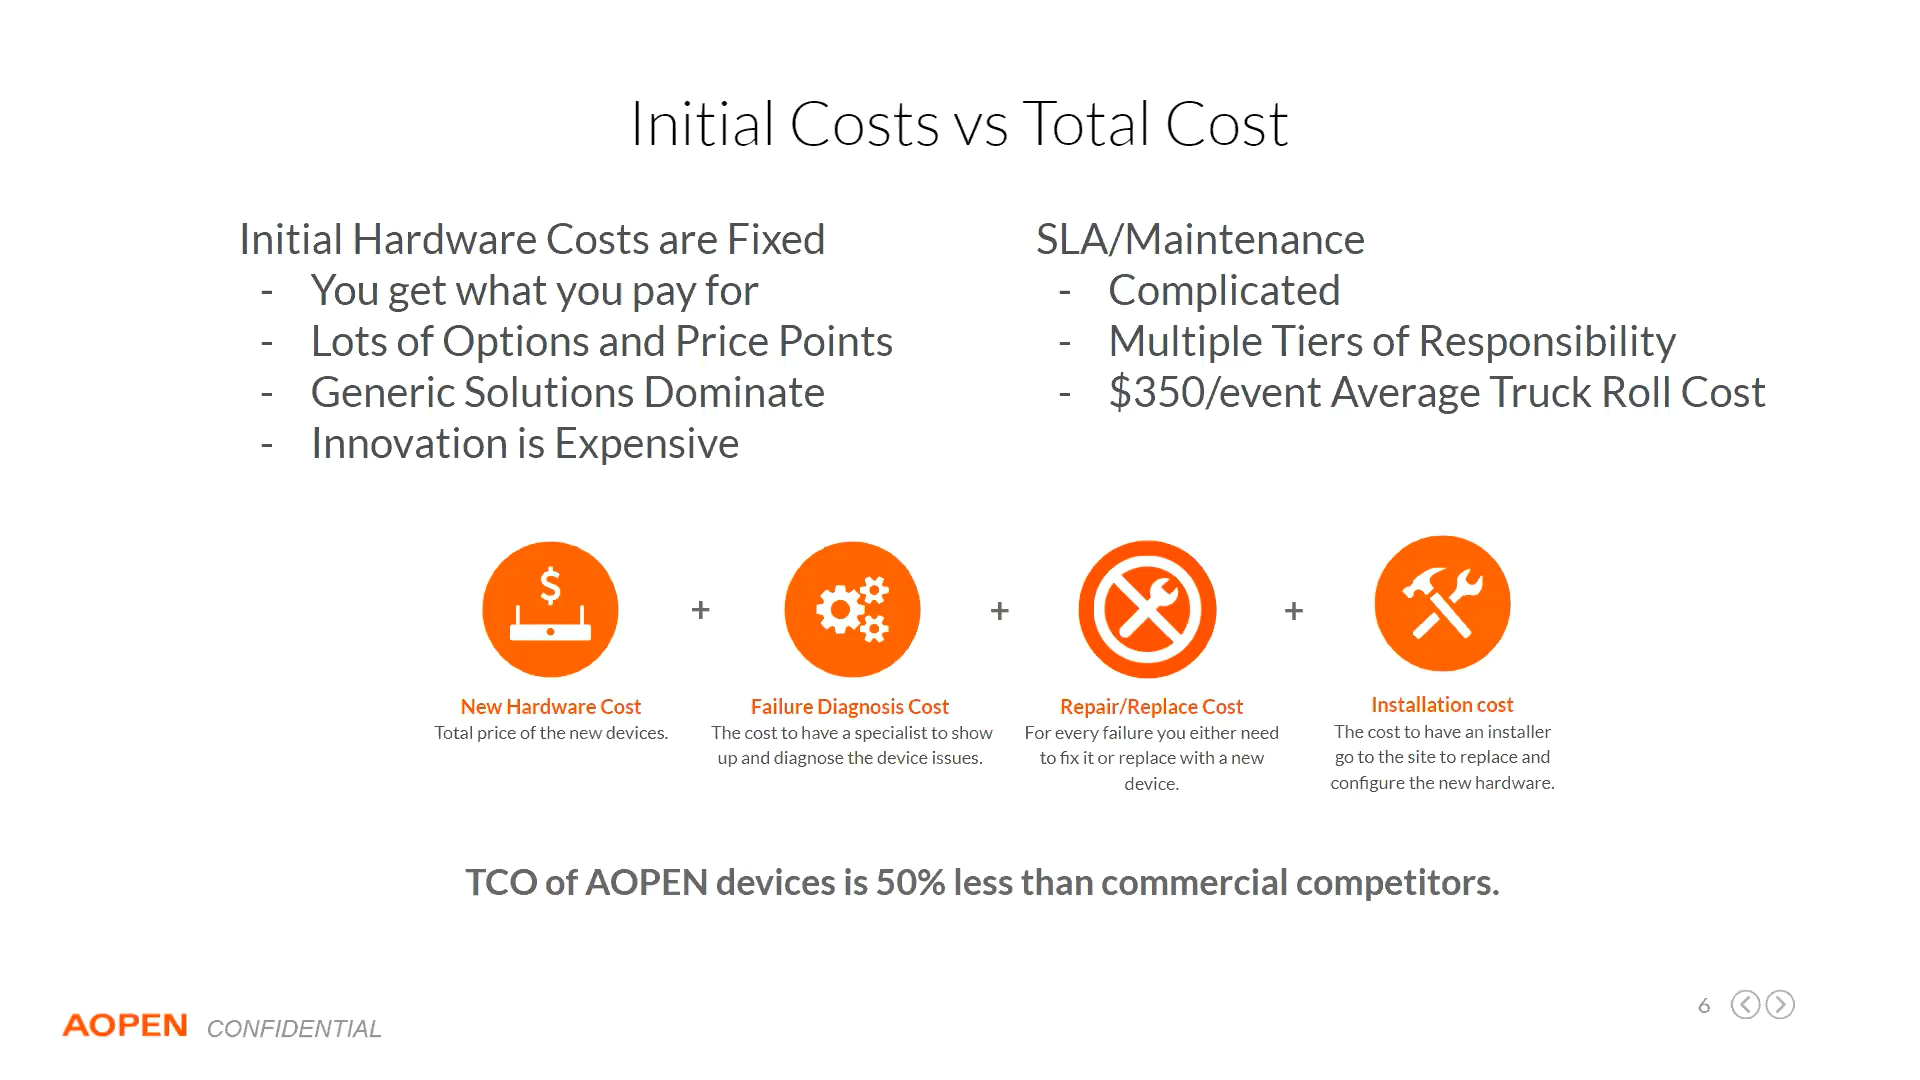 Initial Costs vs Total Cost
Initial Hardware Costs are Fixed
- You get what you pay for
- Lots of Options and Price Points
- Generic Solutions Dominate
- Innovation is Expensive
SLA/Maintenance
- Complicated
- Multiple Tiers of Responsibility
- $350/event Average Truck Roll Cost
$
+
+
+
New Hardware Cost
Total price of the new devices.
Failure Diagnosis Cost
The cost to have a specialist to show
up and diagnose the device issues.
Repair/Replace Cost
For every failure you either need
to fix it or replace with a new
device.
Installation cost
The cost to have an installer
go to the site to replace and
configure the new hardware.
TCO of AOPEN devices is 50% less than commercial competitors.
AOPEN CONFIDENTIAL
6